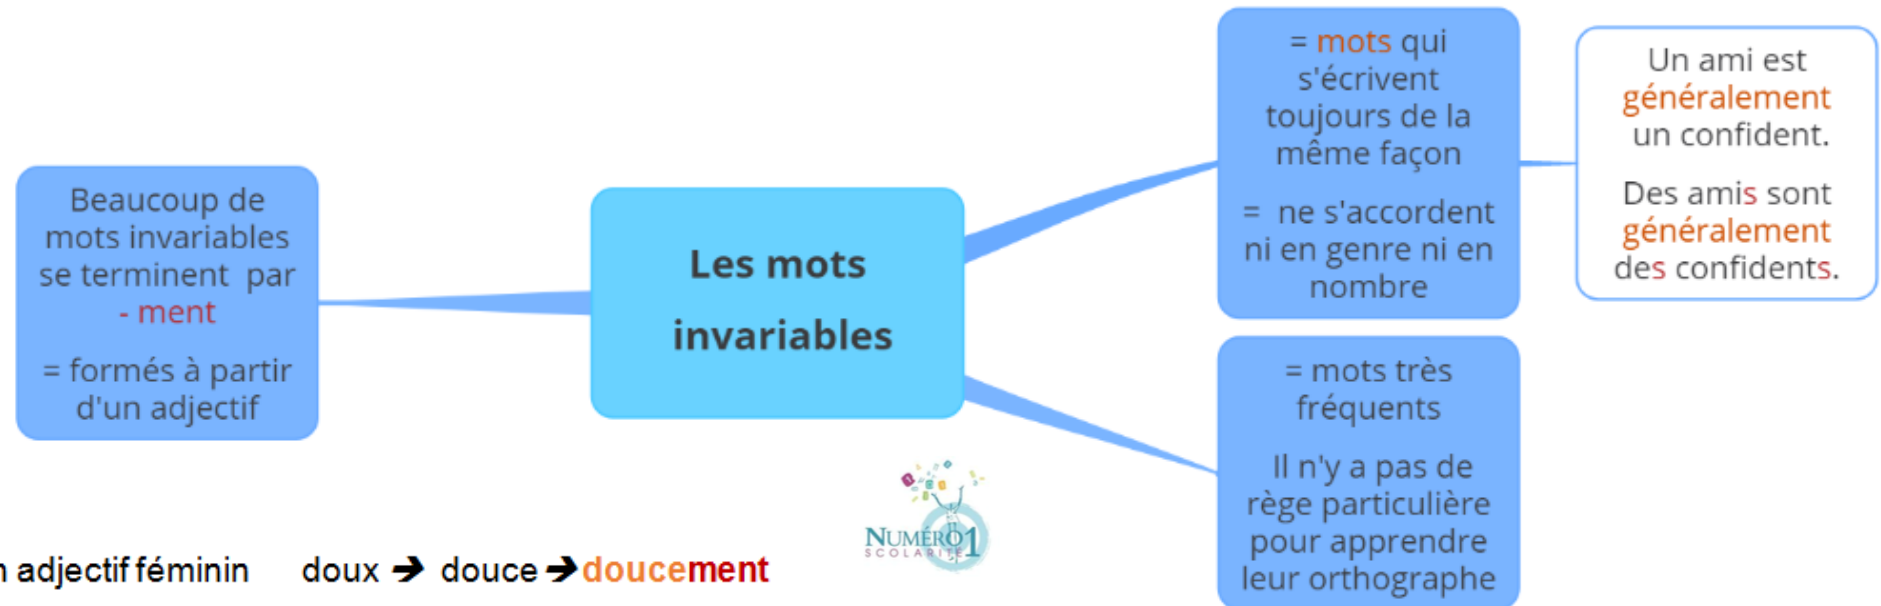 Beaucoup de
mots invariables
se terminent par
- ment
= formés à partir
d'un adjectif
Les mots
invariables
= mots qui
s'écrivent
toujours de la
même façon
= ne s'accordent
ni en genre ni en
nombre
Un ami est
généralement
un confident.
Des amis sont
généralement
des confidents.
= mots très
fréquents
Il n'y a pas de
rège particulière
pour apprendre
leur orthographe
NUMÉRO1
SCOLARITÉ
adjectif féminin doux ➔ douce ➔ doucement